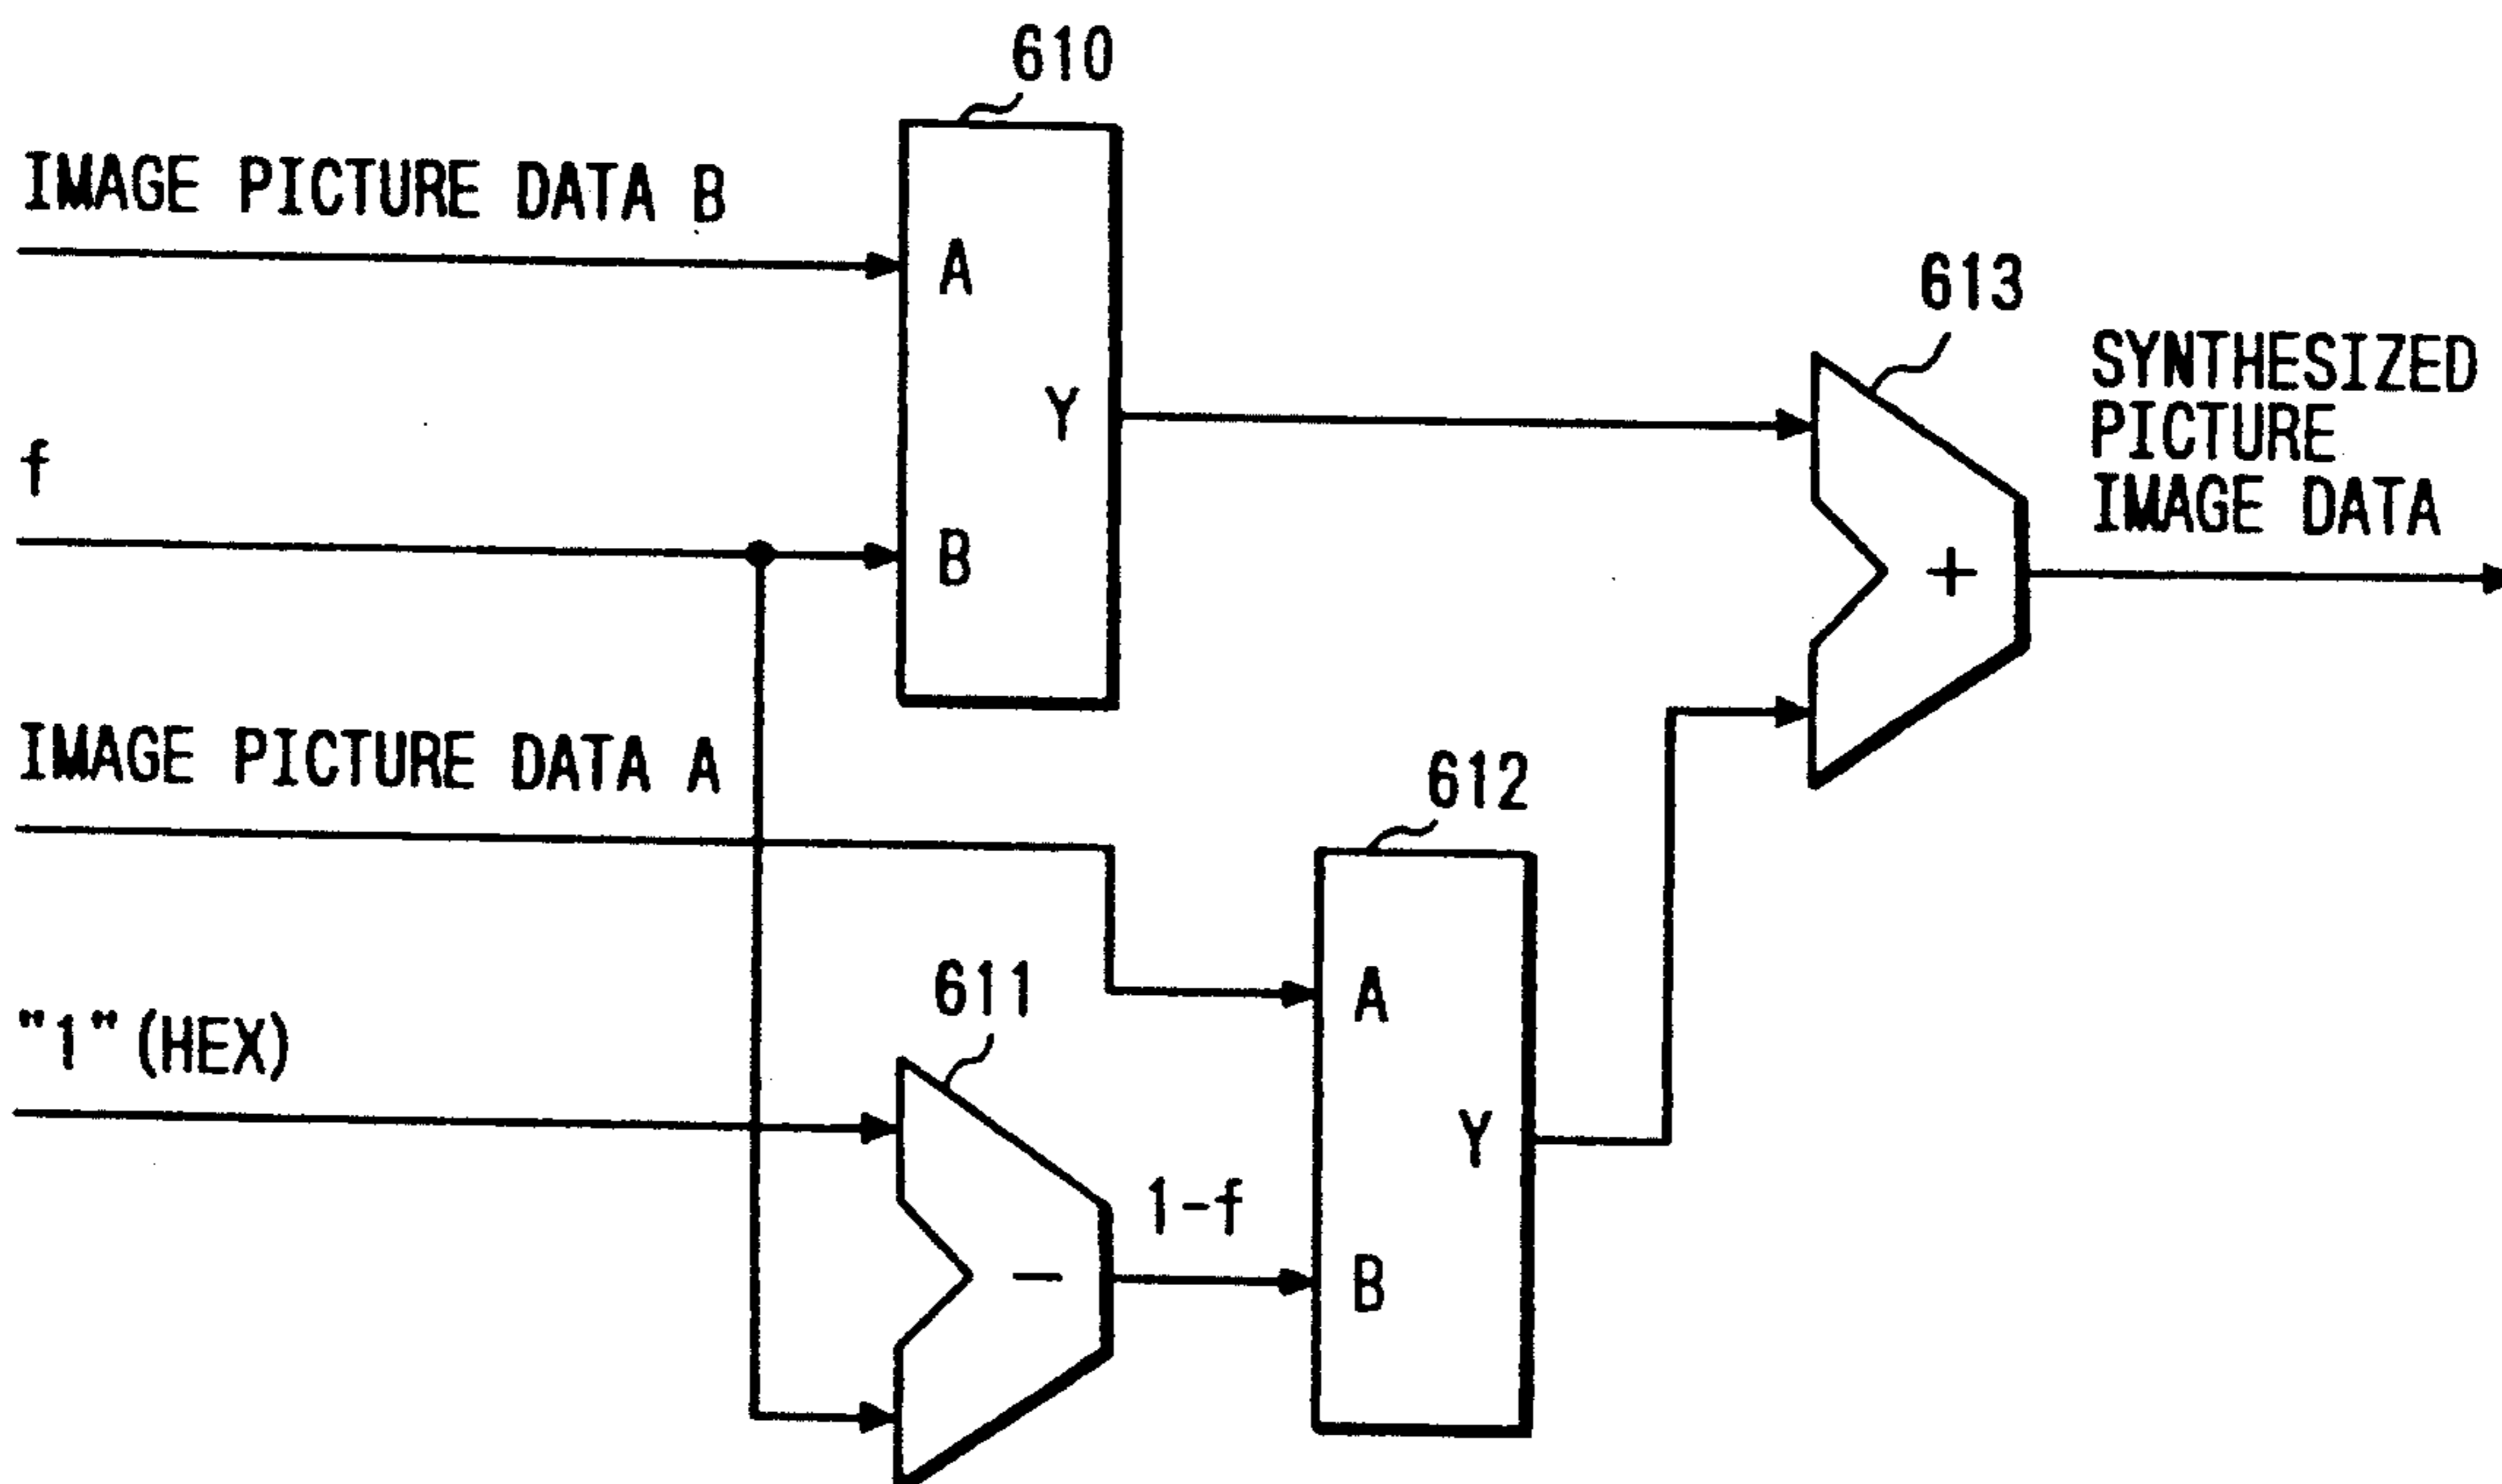 610
IMAGE PICTURE DATA B
A
613
SYNTHESIZED
PICTURE
IMAGE DATA
Y
f
B
+
IMAGE PICTURE DATA A
612
611
A
"1"(HEX)
Y
1-f
−
B